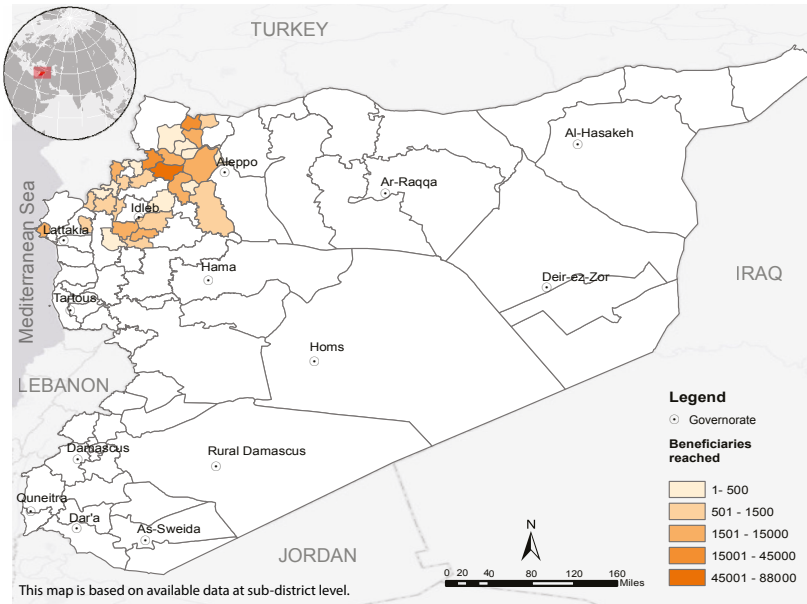 TURKEY
Al-Hasakeh
Aleppo
Ar-Raqqa
Idleb
Mediterranean Sea
Lattakia
Hama
Deir-ez-Zor
IRAQ
Tartous
Homs
LEBANON
Legend
Governorate
Beneficiaries
reached
Damascus
Rural Damascus
1- 500
Quneitra
501 - 1500
Dar'a
As-Sweida
1501 - 15000
N
15001 - 45000
JORDAN
45001 - 88000
0 20 40 80 120 160
Miles
This map is based on available data at sub-district level.